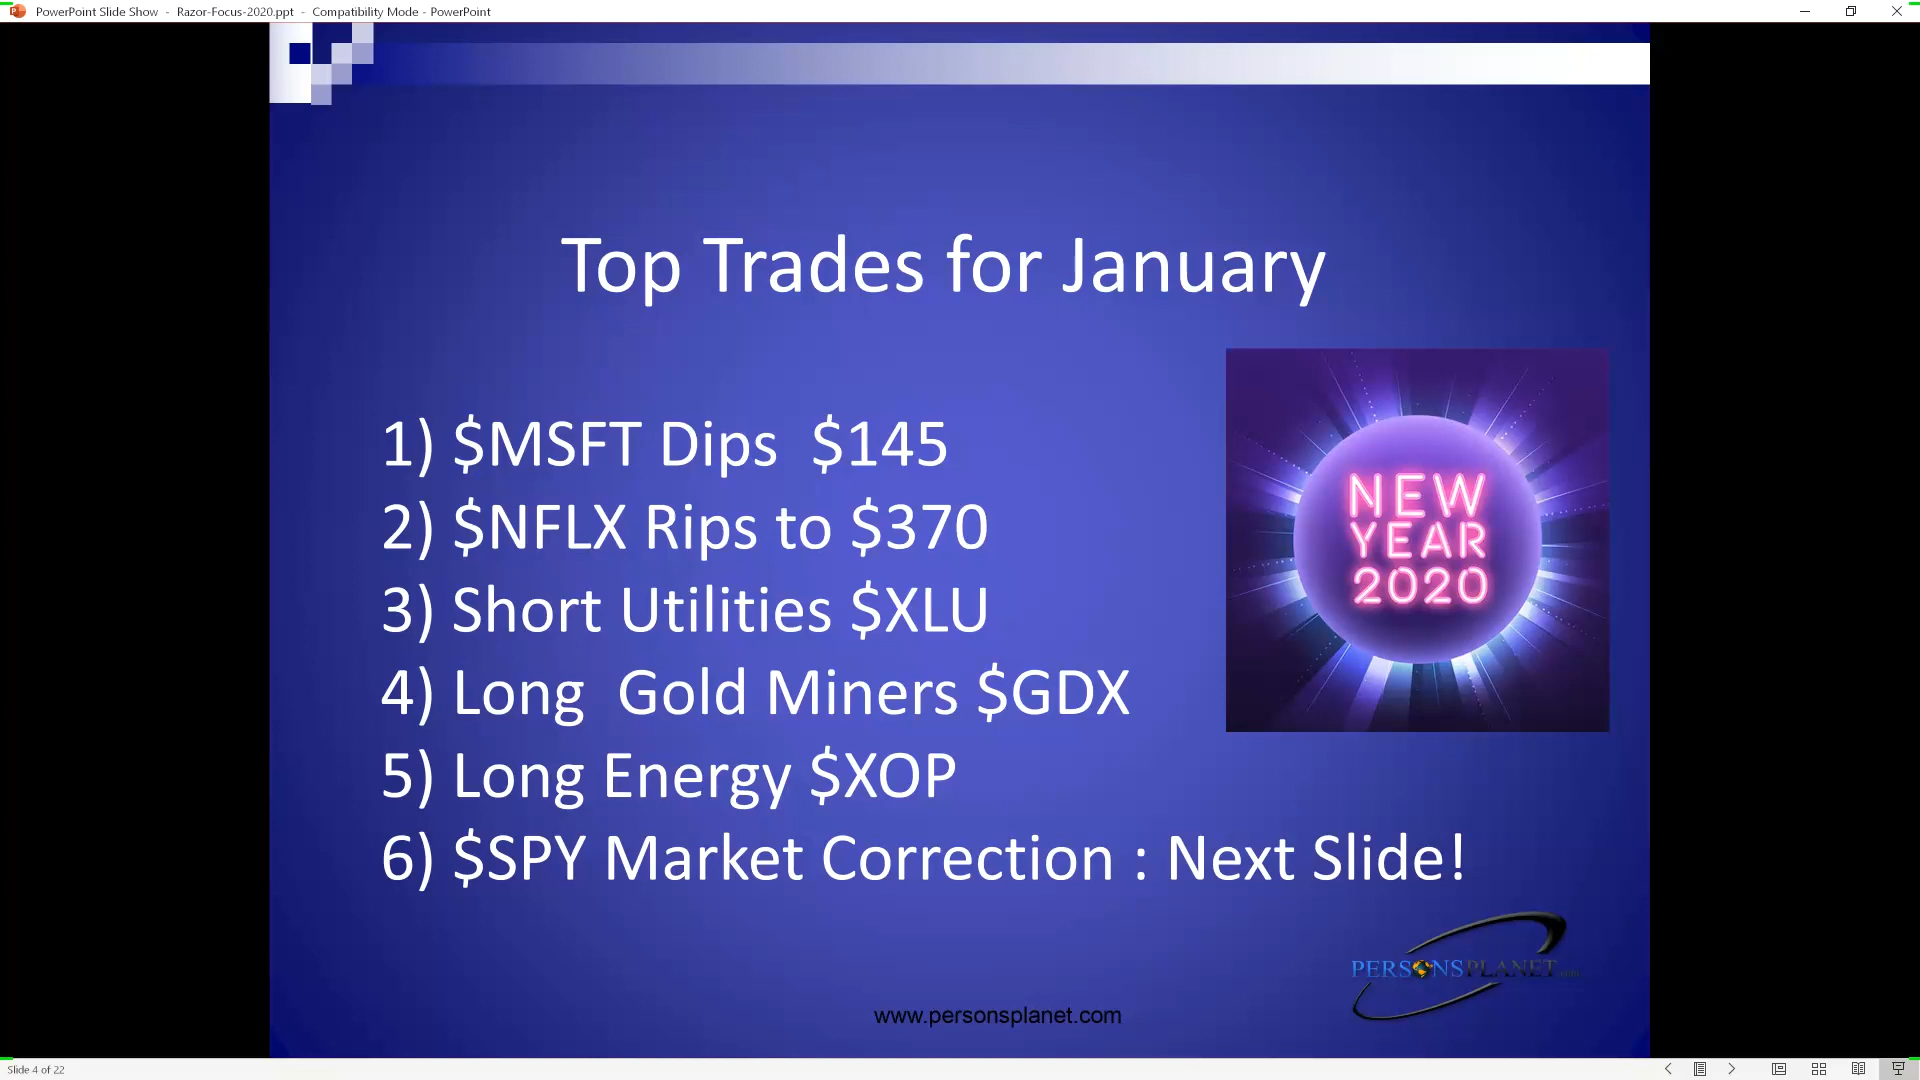 PowerPoint Slide Show - Razor-Focus-2020.ppt - Compatibility Mode - PowerPoint
Top Trades for January
1) $MSFT Dips $145
2) $NFLX Rips to $370
3) Short Utilities $XLU
4) Long Gold Miners $GDX
5) Long Energy $XOP
6) $SPY Market Correction : Next Slide!
NEW
YEAR
2020
PERSONSPLANET.com
www.personsplanet.com
Slide 4 of 22